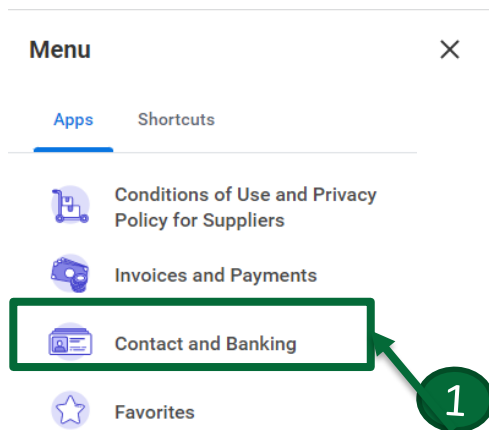 Menu
Apps Shortcuts
Conditions of Use and Privacy
Policy for Suppliers
Invoices and Payments
Contact and Banking
1
Favorites